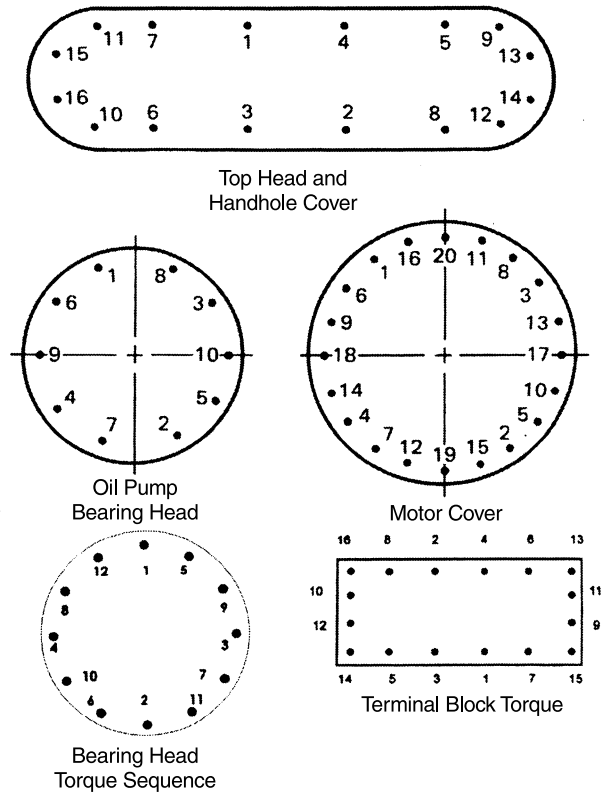 11 7 1 4 5 9
15 13
16 14
10 6 3 2 8 12
Top Head and
Handhole Cover
1 8
6 3
9 10
4 5
7 2
Oil Pump
Bearing Head
16 20 11
1 8
6 3
9 13
18 17
14 10
4 5
7 2
12 19 15
Motor Cover
12 1 5
8 9
4 3
10 7
6 2 11
Bearing Head
Torque Sequence
16 8 2 4 6 13
10 11
12 9
14 5 3 1 7 15
Terminal Block Torque